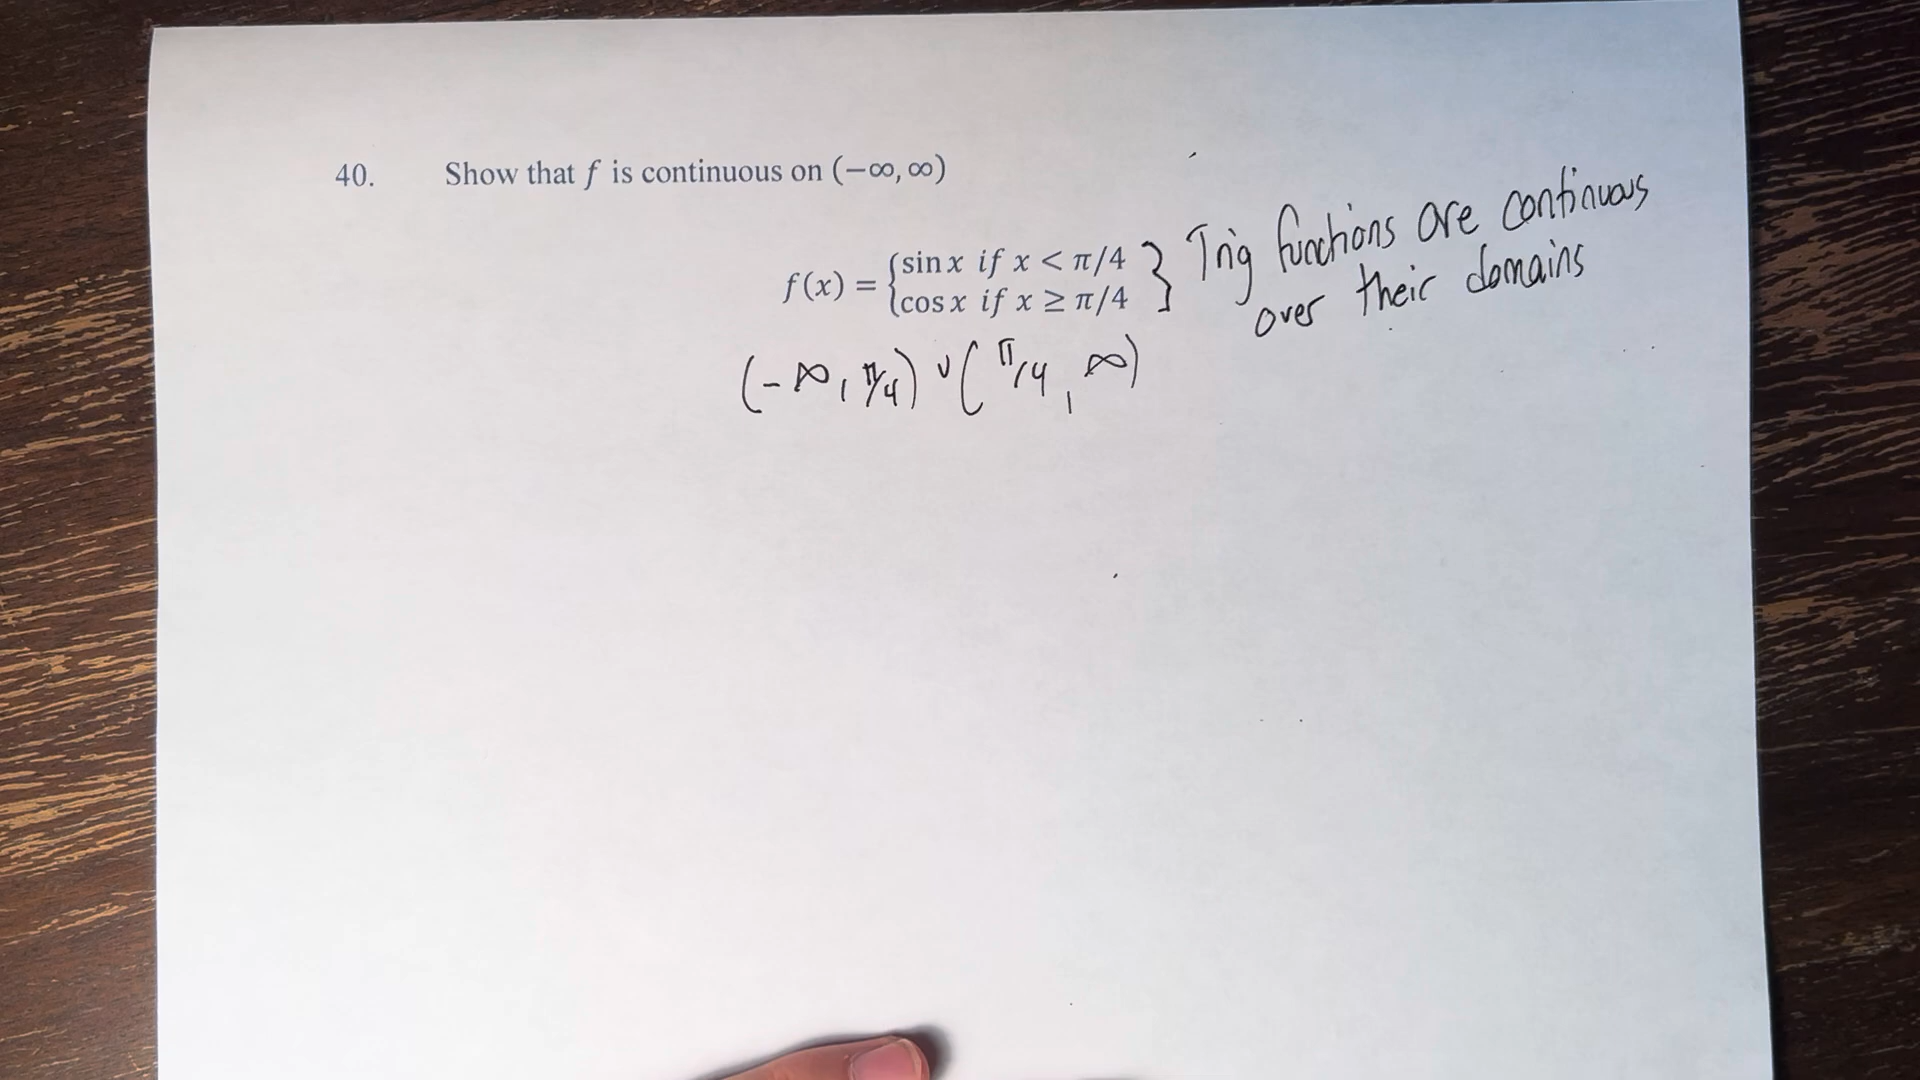 40. Show that f is continuous on (−∞, ∞)
f(x) = { sin x if x < π/4
cos x if x ≥ π/4 } Trig functions are continuous
over their domains
(-∞, π/4) ∪ (π/4, ∞)